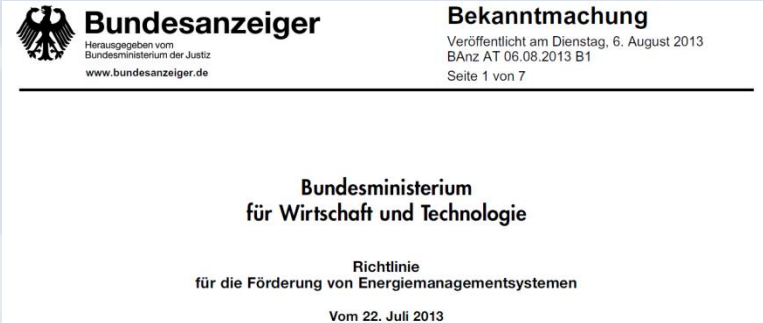 Bundesanzeiger
Herausgegeben vom
Bundesministerium der Justiz
www.bundesanzeiger.de
Bekanntmachung
Veröffentlicht am Dienstag, 6. August 2013
BAnz AT 06.08.2013 B1
Seite 1 von 7
Bundesministerium
für Wirtschaft und Technologie
Richtlinie
für die Förderung von Energiemanagementsystemen
Vom 22. Juli 2013